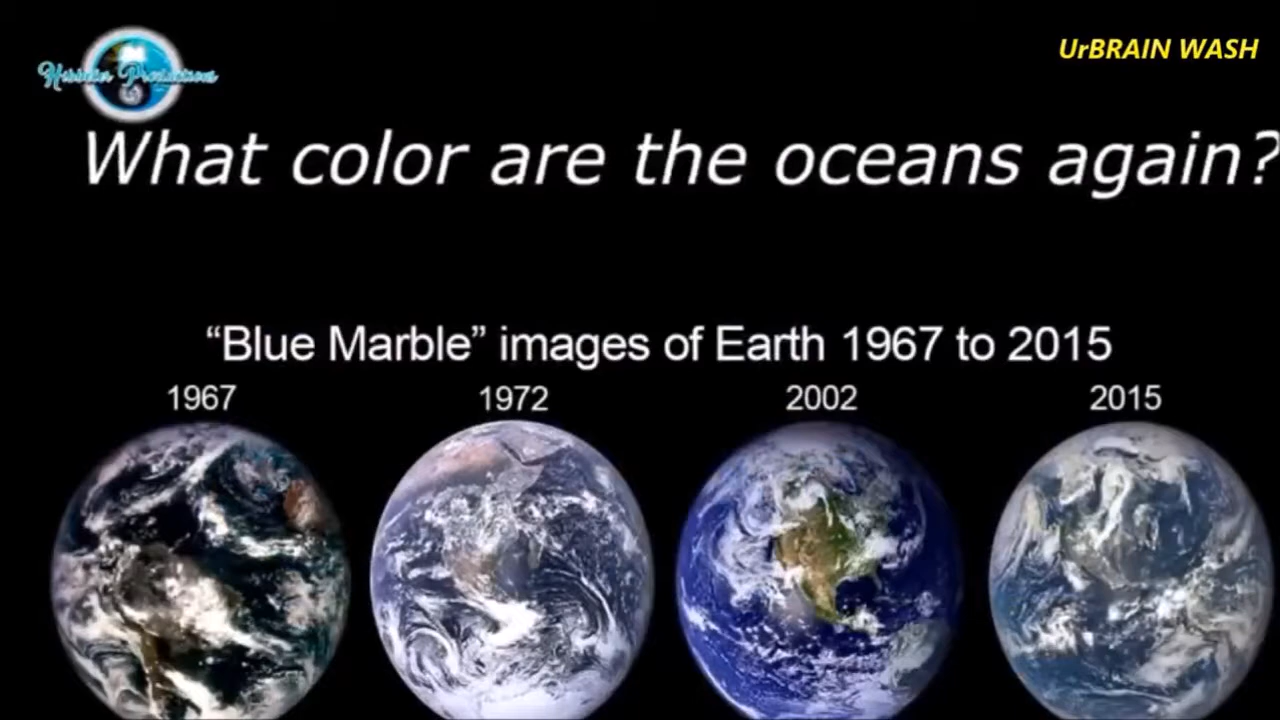 UrBRAIN WASH
What color are the oceans again?
“Blue Marble” images of Earth 1967 to 2015
1967 1972 2002 2015